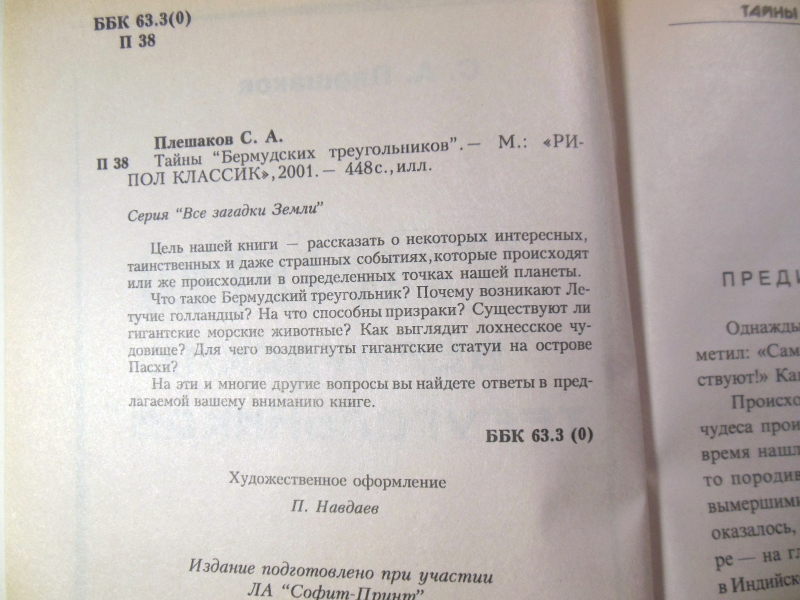 ББК 63.3(0)
П 38
Плешаков С. А.
П 38 Тайны "Бермудских треугольников".— М.: «РИ-
ПОЛ КЛАССИК», 2001.— 448 с., илл.
Серия "Все загадки Земли"
Цель нашей книги — рассказать о некоторых интересных,
таинственных и даже страшных событиях, которые происходят
или же происходили в определенных точках нашей планеты.
Что такое Бермудский треугольник? Почему возникают Ле-
тучие голландцы? На что способны призраки? Существуют ли
гигантские морские животные? Как выглядит лохнесское чу-
довище? Для чего воздвигнуты гигантские статуи на острове
Пасхи?
На эти и многие другие вопросы вы найдете ответы в пред-
лагаемой вашему вниманию книге.
ББК 63.3 (0)
Художественное оформление
П. Навдаев
Издание подготовлено при участии
ЛА "Софит-Принт"
ТАЙНЫ
ПРЕДИ
Однажды
метил: «Сам
ствуют!» Ка
Происхо
чудеса прои
время нашл
то породив
вымершими
оказалось,
ре — на гл
в Индийск